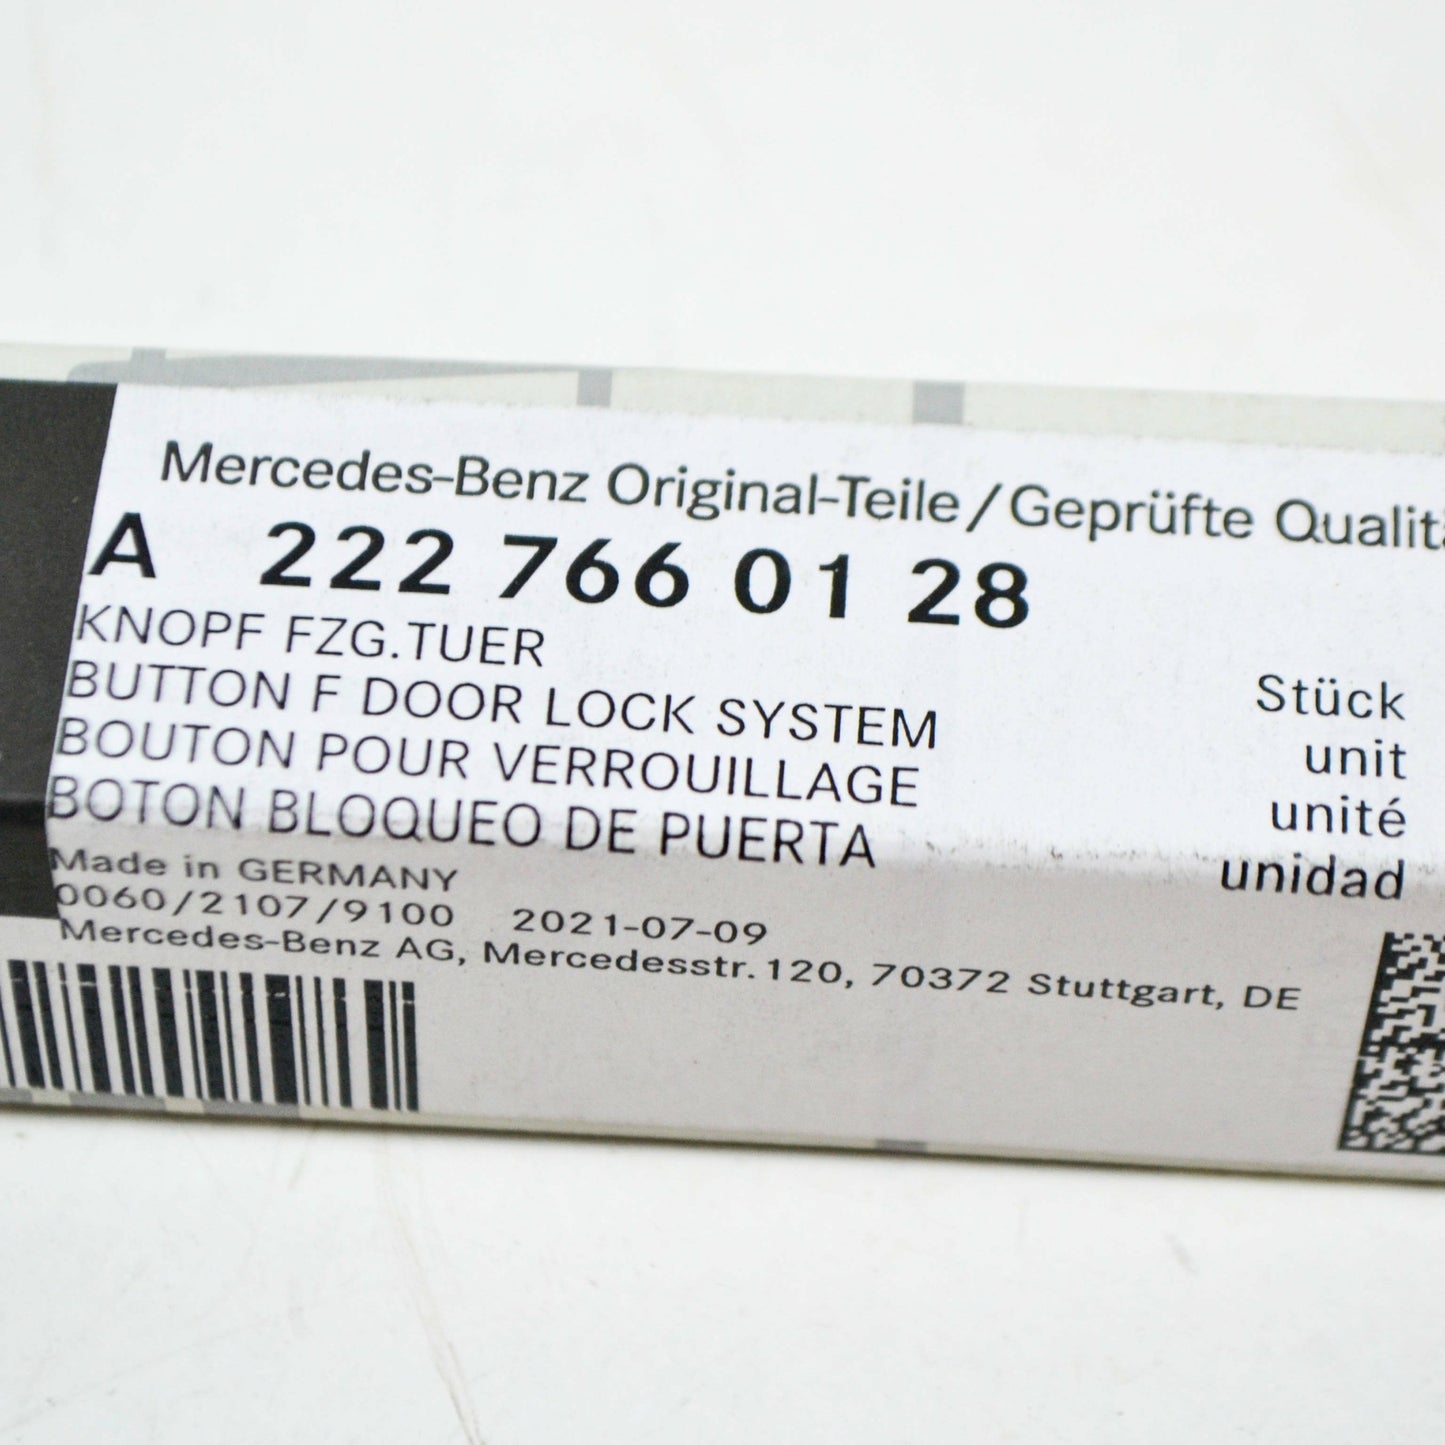 Mercedes-Benz Original-Teile/Geprüfte
A 222 766 01 28
KNOPF FZG.TUER
BUTTON F DOOR LOCK SYSTEM
BOUTON POUR VERROUILLAGE
BOTON BLOQUEO DE PUERTA
Stück
unit
unité
unidad
Made in GERMANY
0060/2107/9100 2021-07-09
Mercedes-Benz AG, Mercedesstr.120, 70372 Stuttgart, DE